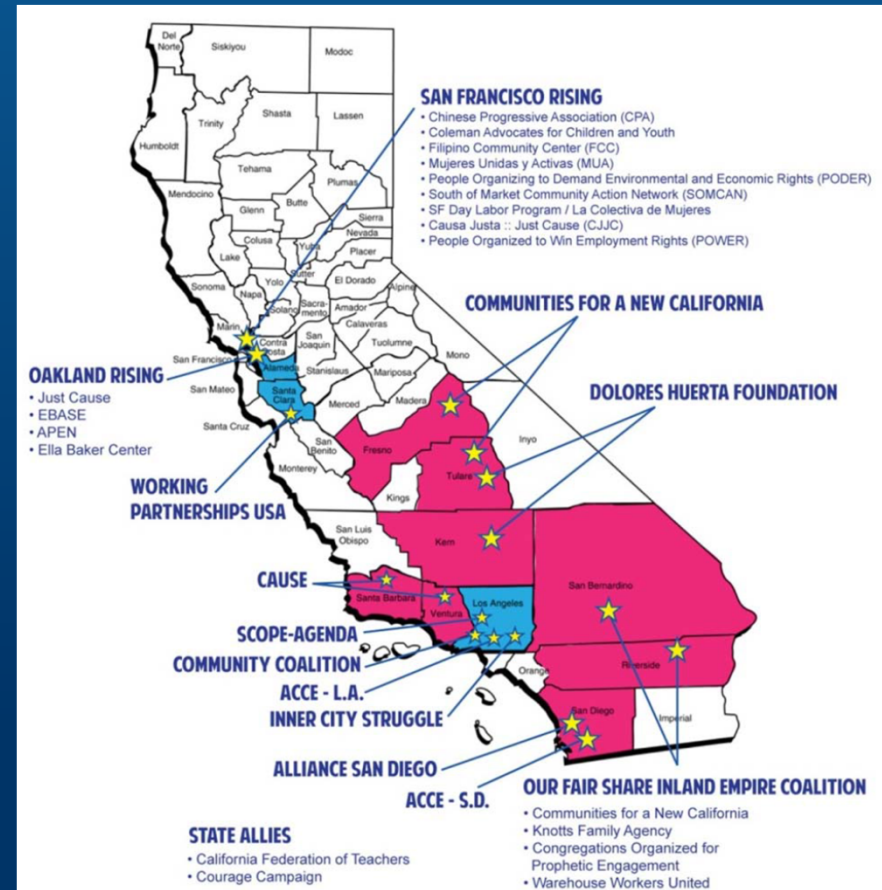 Del
Norte
Siskiyou
Modoc
Trinity
Shasta
Lassen
Humboldt
Tehama
Plumas
Mendocino
Glenn
Butte
Sierra
Nevada
Colusa
Yuba
Placer
Lake
Sutter
El Dorado
Alpine
Sonoma
Napa
Yolo
Solano
Sacra-
mento
Amador
Calaveras
Marin
Contra
Costa
San
Joaquin
Tuolumne
Mono
San Francisco
Alameda
Stanislaus
Mariposa
San Mateo
Santa
Clara
Merced
Madera
Santa Cruz
San
Benito
Fresno
Inyo
Monterey
Tulare
Kings
San Luis
Obispo
Kern
San Bernardino
Santa Barbara
Ventura
Los Angeles
Orange
Riverside
San Diego
Imperial
SAN FRANCISCO RISING
• Chinese Progressive Association (CPA)
• Coleman Advocates for Children and Youth
• Filipino Community Center (FCC)
• Mujeres Unidas y Activas (MUA)
• People Organizing to Demand Environmental and Economic Rights (PODER)
• South of Market Community Action Network (SOMCAN)
• SF Day Labor Program / La Colectiva de Mujeres
• Causa Justa :: Just Cause (CJJC)
• People Organized to Win Employment Rights (POWER)
COMMUNITIES FOR A NEW CALIFORNIA
OAKLAND RISING
• Just Cause
• EBASE
• APEN
• Ella Baker Center
DOLORES HUERTA FOUNDATION
WORKING
PARTNERSHIPS USA
CAUSE
SCOPE-AGENDA
COMMUNITY COALITION
ACCE - L.A.
INNER CITY STRUGGLE
ALLIANCE SAN DIEGO
ACCE - S.D.
OUR FAIR SHARE INLAND EMPIRE COALITION
• Communities for a New California
• Knotts Family Agency
• Congregations Organized for
Prophetic Engagement
• Warehouse Workers United
STATE ALLIES
• California Federation of Teachers
• Courage Campaign